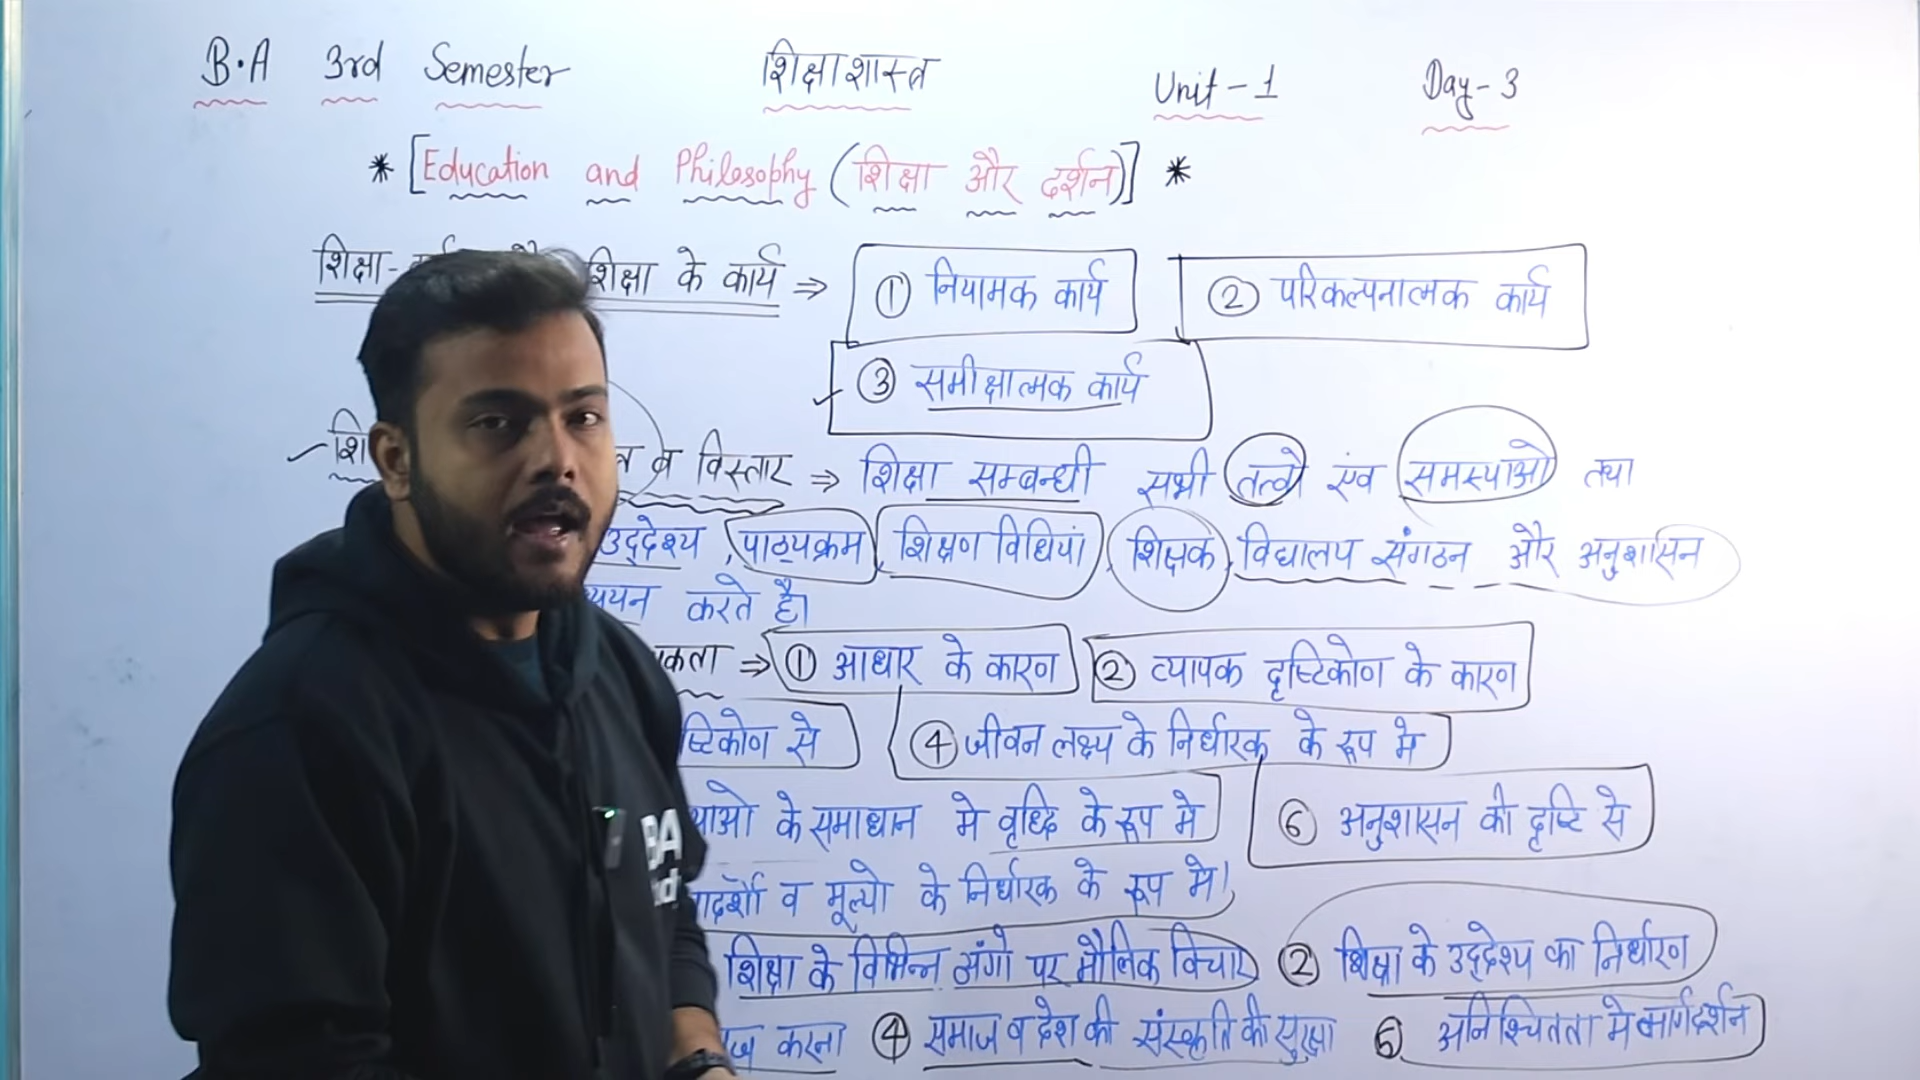 B.A 3rd Semester शिक्षाशास्त्र Unit-1 Day-3
* [Education and Philosophy (शिक्षा और दर्शन)] *
शिक्षा- शिक्षा के कार्य ⇒ ① नियामक कार्य ② परिकल्पनात्मक कार्य
③ समीक्षात्मक कार्य
व विस्तार ⇒ शिक्षा सम्बन्धी सभी तत्वो एंव समस्याओ तथा
उद्देश्य, पाठ्यक्रम, शिक्षण विधियां, शिक्षक, विद्यालय संगठन और अनुशासन
करते है।
⇒ ① आधार के कारण ② व्यापक दृष्टिकोण के कारण
से ④ जीवन लक्ष्य के निर्धारक के रूप मे
के समाधान मे वृध्दि के रूप मे ⑥ अनुशासन की दृष्टि से
व मूल्यो के निर्धारक के रूप मे।
शिक्षा के विभिन्न अंगो पर मौलिक विचार ② शिक्षा के उद्देश्य का निर्धारण
करना ④ समाज व देश की संस्कृति की सुरक्षा ⑤ अनिश्चितता मे मार्गदर्शन
BA